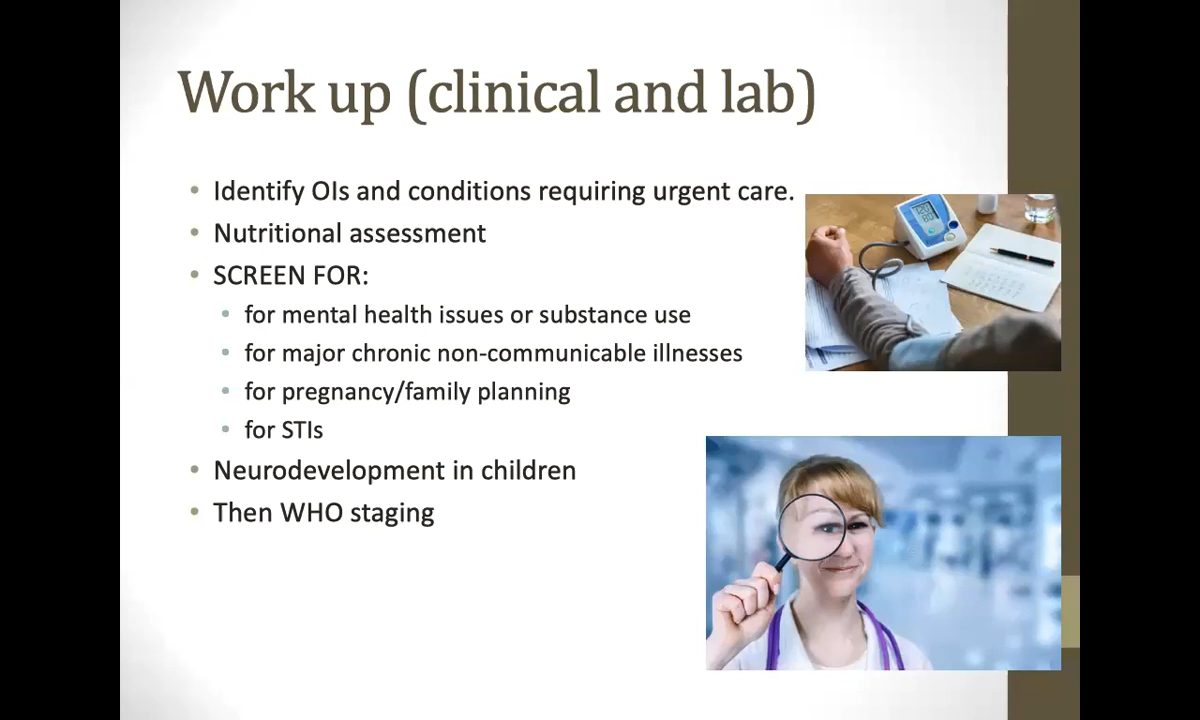 Work up (clinical and lab)
• Identify OIs and conditions requiring urgent care.
• Nutritional assessment
• SCREEN FOR:
• for mental health issues or substance use
• for major chronic non-communicable illnesses
• for pregnancy/family planning
• for STIs
• Neurodevelopment in children
• Then WHO staging
120
80